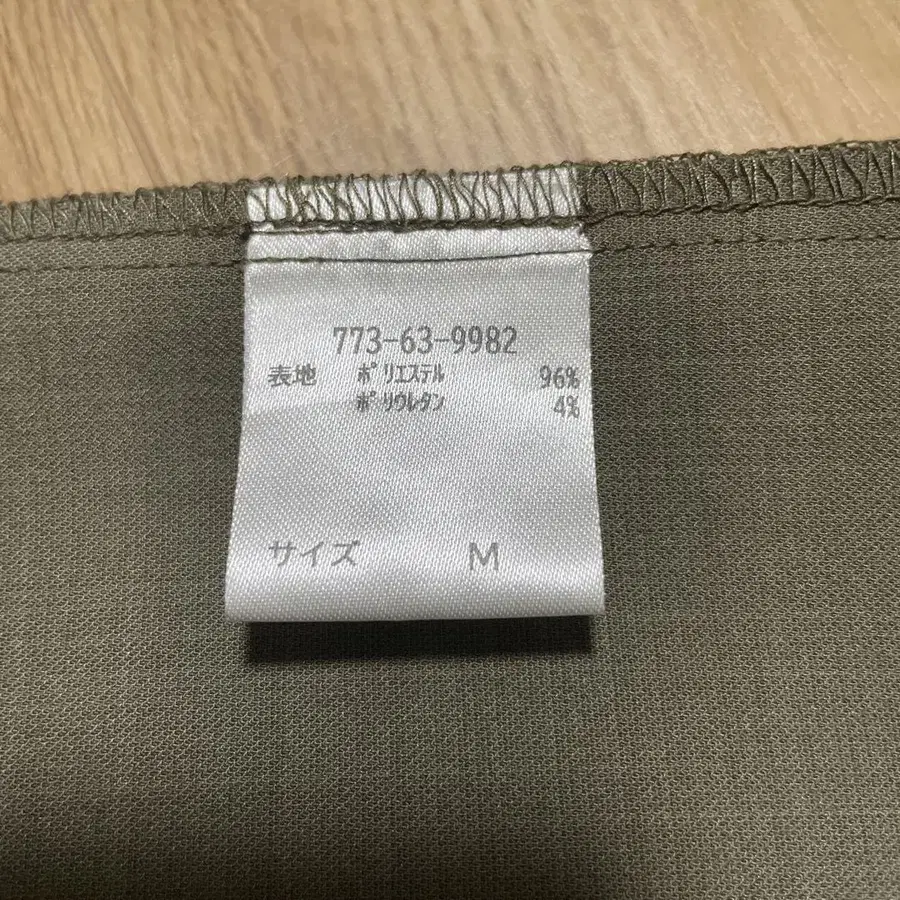 773-63-9982
表地 ポリエステル 96%
ポリウレタン 4%
サイズ M